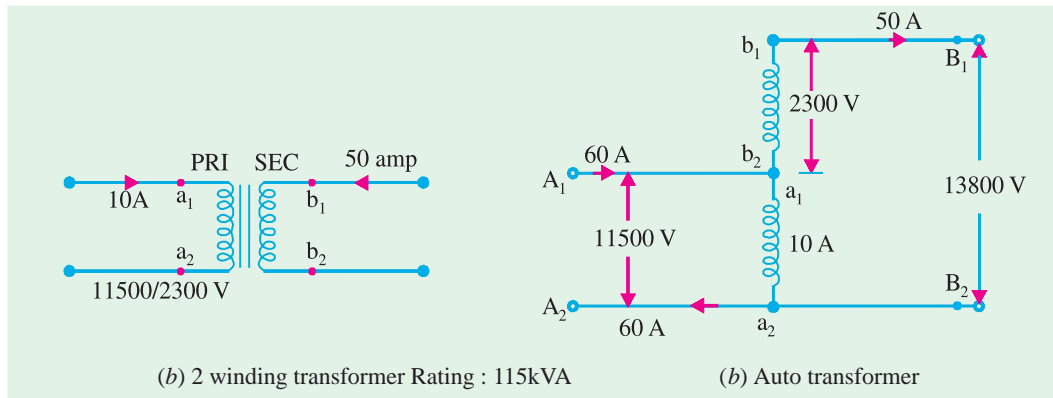 PRI SEC
50 amp
10A
a1
b1
a2
b2
11500/2300 V
(b) 2 winding transformer Rating : 115kVA
50 A
b1
B1
2300 V
60 A
b2
A1
a1
13800 V
11500 V
10 A
A2
B2
60 A
a2
(b) Auto transformer